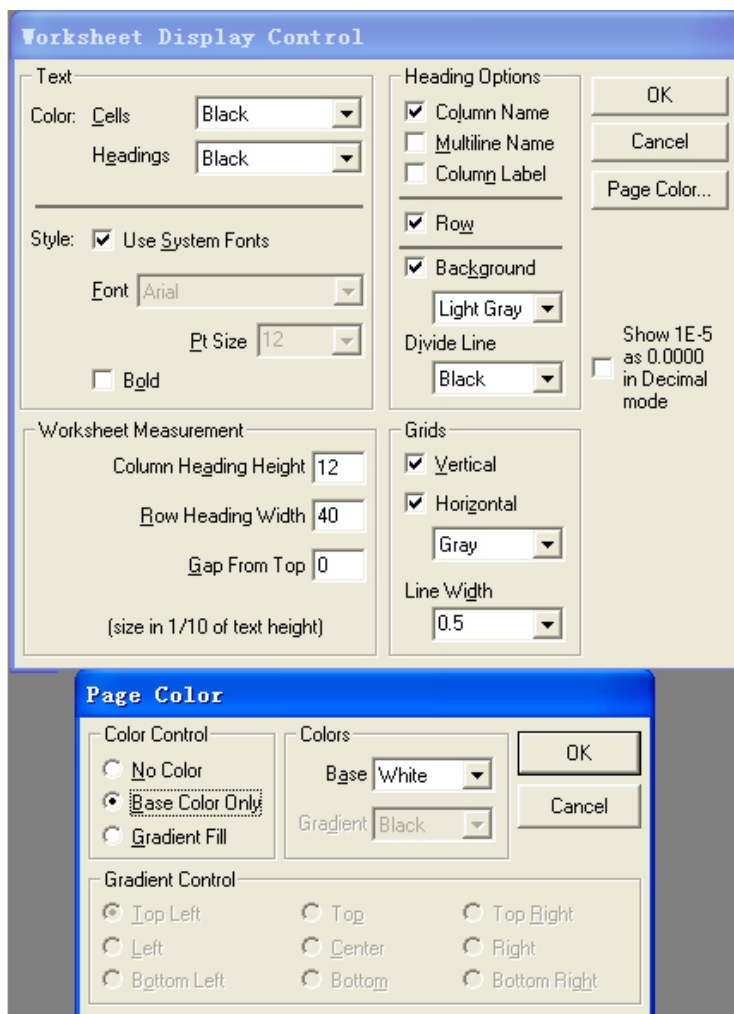 Worksheet Display Control
Text
Color: Cells Black
Headings Black
Style: Use System Fonts
Font Arial
Pt Size 12
Bold
Heading Options
Column Name
Multiline Name
Column Label
Row
Background
Light Gray
Divide Line
Black
OK
Cancel
Page Color...
Show 1E-5
as 0.0000
in Decimal
mode
Worksheet Measurement
Column Heading Height 12
Row Heading Width 40
Gap From Top 0
(size in 1/10 of text height)
Grids
Vertical
Horizontal
Gray
Line Width
0.5
Page Color
Color Control
No Color
Base Color Only
Gradient Fill
Colors
Base White
Gradient Black
OK
Cancel
Gradient Control
Top Left Top Top Right
Left Center Right
Bottom Left Bottom Bottom Right